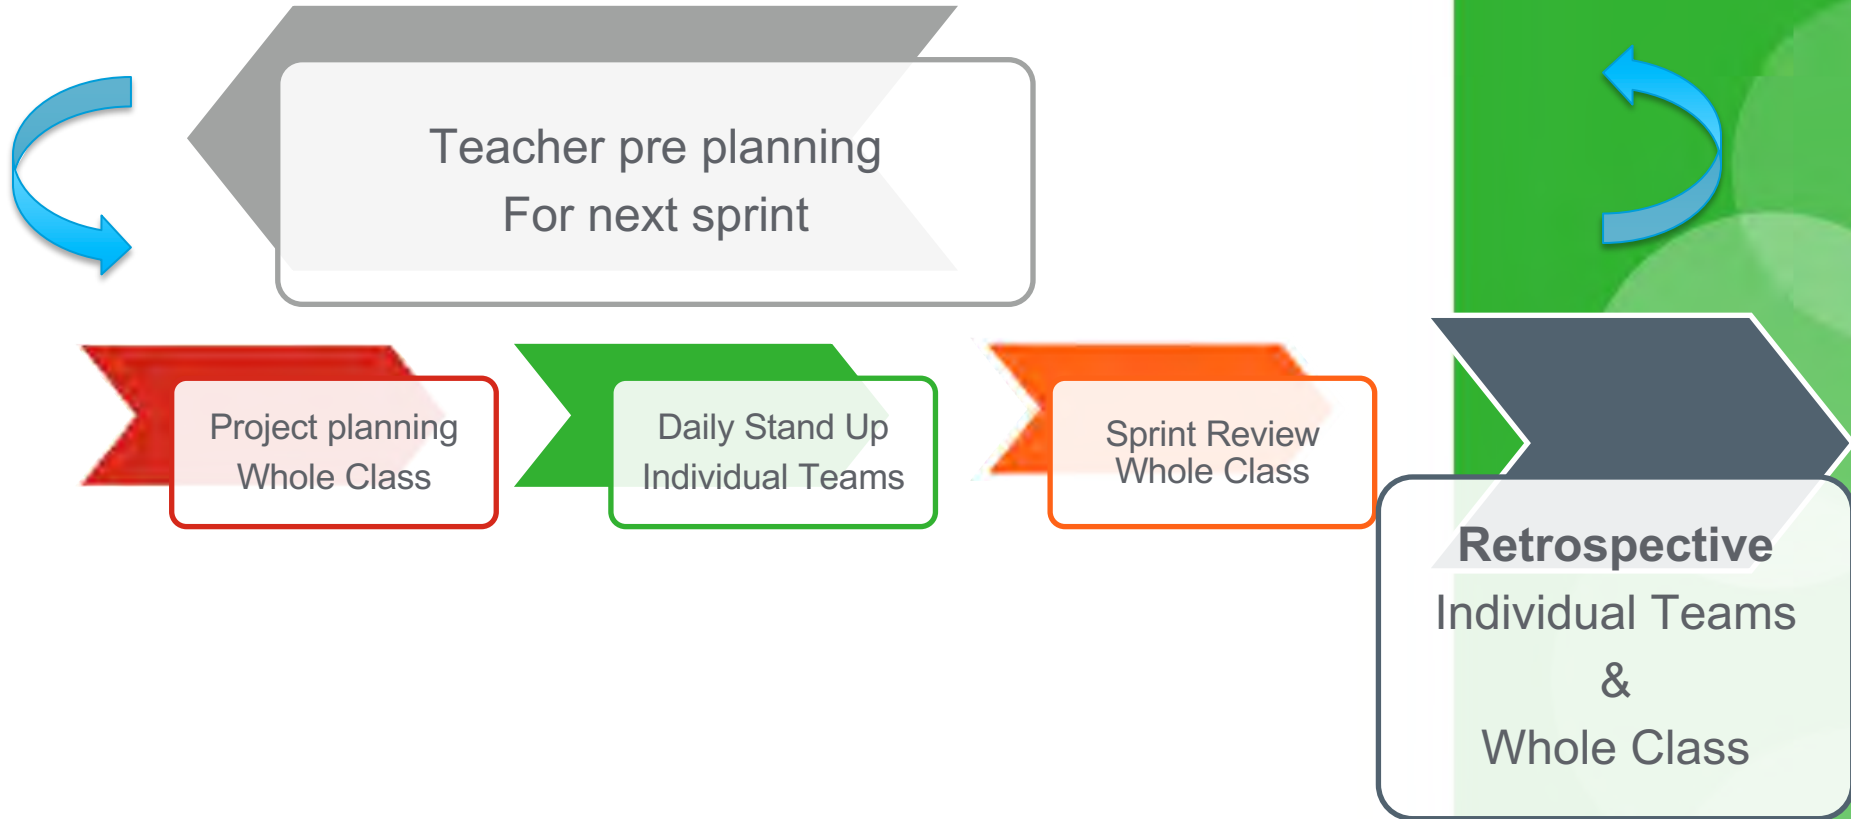 Teacher pre planning
For next sprint
Project planning
Whole Class
Daily Stand Up
Individual Teams
Sprint Review
Whole Class
Retrospective
Individual Teams
&
Whole Class